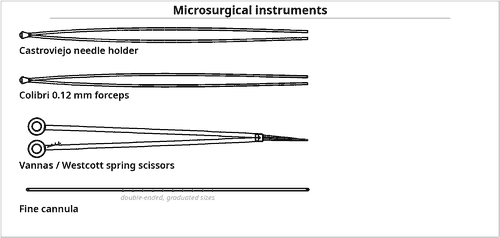 Microsurgical instruments
Castroviejo needle holder
Colibri 0.12 mm forceps
Vannas / Westcott spring scissors
double-ended, graduated sizes
Fine cannula